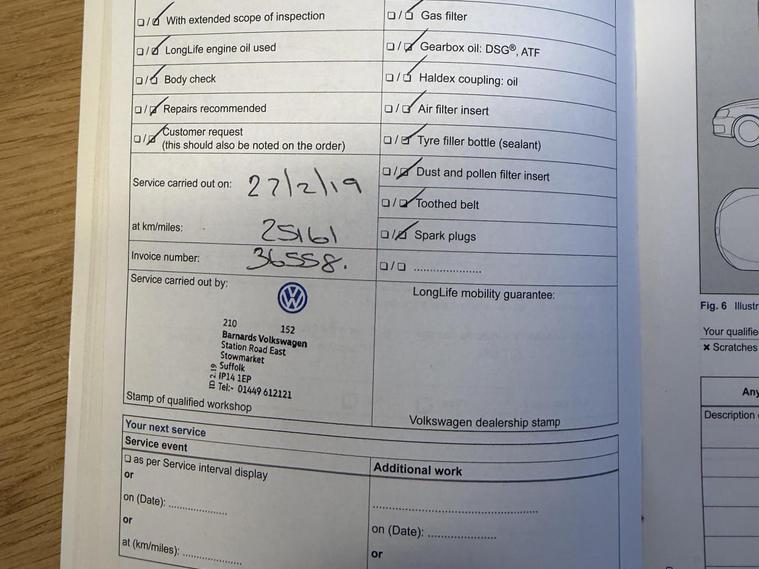 ☐/☐ With extended scope of inspection
☐/☐ LongLife engine oil used
☐/☐ Body check
☐/☐ Repairs recommended
☐/☐ Customer request
(this should also be noted on the order)
Service carried out on: 27/2/19
at km/miles: 25161
Invoice number: 36558.
Service carried out by:
210 152
Barnards Volkswagen
Station Road East
Stowmarket
Suffolk
IP14 1EP
Tel:- 01449 612121
Stamp of qualified workshop
☐/☐ Gas filter
☐/☐ Gearbox oil: DSG®, ATF
☐/☐ Haldex coupling: oil
☐/☐ Air filter insert
☐/☐ Tyre filler bottle (sealant)
☐/☐ Dust and pollen filter insert
☐/☐ Toothed belt
☐/☐ Spark plugs
☐/☐ ......................
LongLife mobility guarantee:
Volkswagen dealership stamp
Your next service
Service event
☐ as per Service interval display
or
on (Date): ..................
or
at (km/miles): ..................
Additional work
..................................................
on (Date): .....................
or
Fig. 6 Illustr
Your qualifie
✖ Scratches
Any
Description